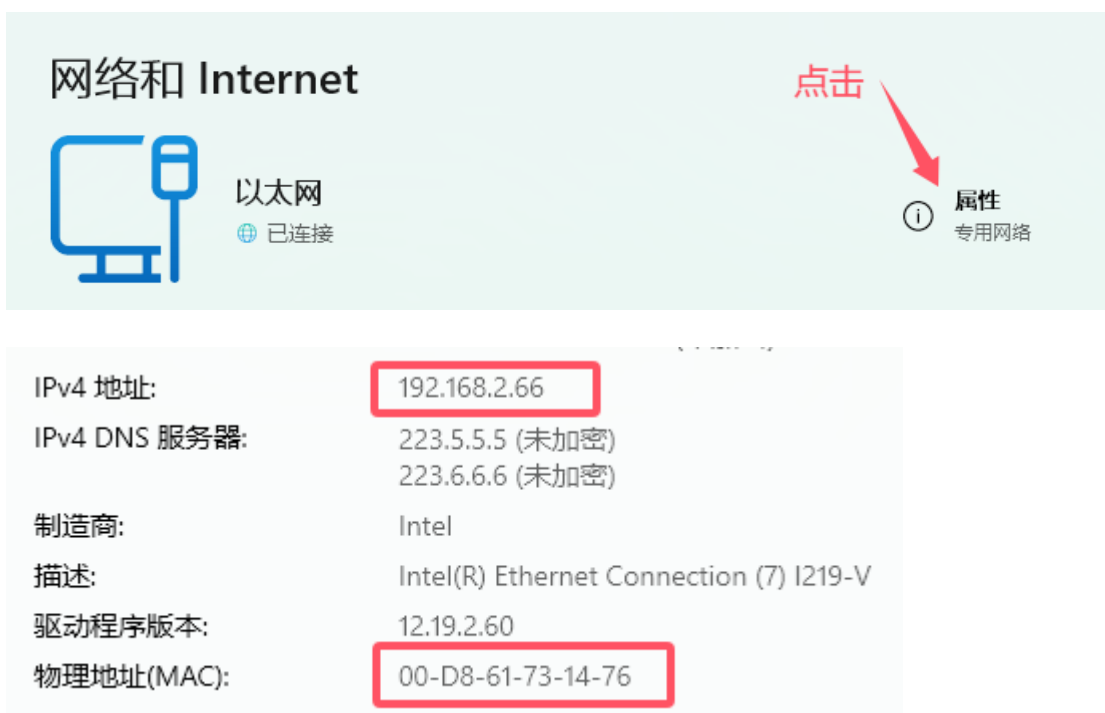 网络和 Internet
点击
以太网
已连接
属性
专用网络
IPv4 地址:
192.168.2.66
IPv4 DNS 服务器:
223.5.5.5 (未加密)
223.6.6.6 (未加密)
制造商:
Intel
描述:
Intel(R) Ethernet Connection (7) I219-V
驱动程序版本:
12.19.2.60
物理地址(MAC):
00-D8-61-73-14-76